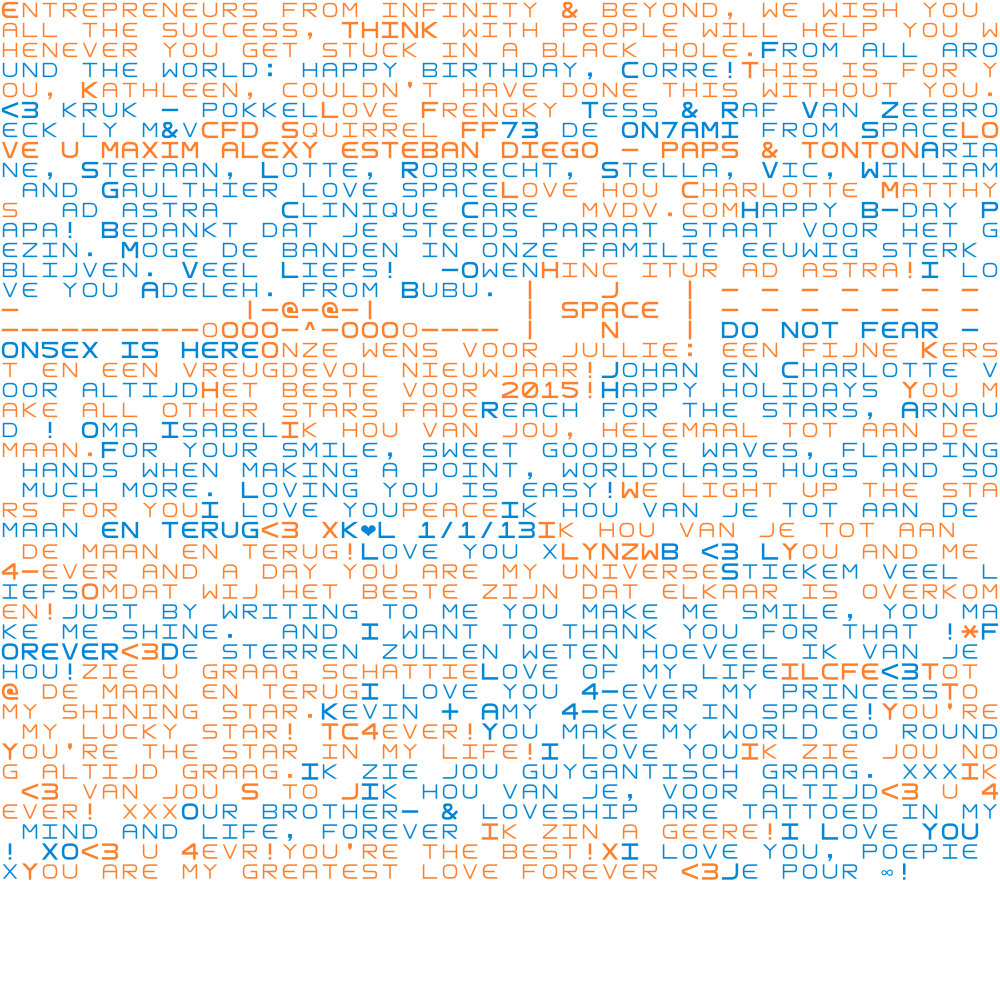 ENTREPRENEURS FROM INFINITY & BEYOND, WE WISH YOU
ALL THE SUCCESS, THINK WITH PEOPLE WILL HELP YOU W
HENEVER YOU GET STUCK IN A BLACK HOLE.FROM ALL ARO
UND THE WORLD: HAPPY BIRTHDAY, CORRE!THIS IS FOR Y
OU, KATHLEEN, COULDN'T HAVE DONE THIS WITHOUT YOU.
<3 KRUK – POKKELLOVE FRENGKY TESS & RAF VAN ZEEBRO
ECK LY M&VCFD SQUIRREL FF73 DE ON7AMI FROM SPACELO
VE U MAXIM ALEXY ESTEBAN DIEGO – PAPS & TONTONARIA
NE, STEFAAN, LOTTE, ROBRECHT, STELLA, VIC, WILLIAM
 AND GAULTHIER LOVE SPACELOVE HOU CHARLOTTE MATTHY
S  AD ASTRA   CLINIQUE CARE  MVDV.COMHAPPY B-DAY P
APA! BEDANKT DAT JE STEEDS PARAAT STAAT VOOR HET G
EZIN. MOGE DE BANDEN IN ONZE FAMILIE EEUWIG STERK
BLIJVEN. VEEL LIEFS!  -OWENHINC ITUR AD ASTRA!I LO
VE YOU ADELEH. FROM BUBU. |   J   | - - - - - - -
-           |-@-@-|        | SPACE | - - - - - - -
----------OOOO-^-OOOO---- |   N   | DO NOT FEAR -
ON5EX IS HEREONZE WENS VOOR JULLIE: EEN FIJNE KERS
T EN EEN VREUGDEVOL NIEUWJAAR!JOHAN EN CHARLOTTE V
OOR ALTIJDHET BESTE VOOR 2015!HAPPY HOLIDAYS YOU M
AKE ALL OTHER STARS FADEREACH FOR THE STARS, ARNAU
D ! OMA ISABELIK HOU VAN JOU, HELEMAAL TOT AAN DE
MAAN.FOR YOUR SMILE, SWEET GOODBYE WAVES, FLAPPING
 HANDS WHEN MAKING A POINT, WORLDCLASS HUGS AND SO
 MUCH MORE. LOVING YOU IS EASY!WE LIGHT UP THE STA
RS FOR YOUI LOVE YOUPEACEIK HOU VAN JE TOT AAN DE
MAAN EN TERUG<3 XK❤L 1/1/13IK HOU VAN JE TOT AAN
 DE MAAN EN TERUG!LOVE YOU XLYNZWB <3 LYOU AND ME
4-EVER AND A DAY YOU ARE MY UNIVERSESTIEKEM VEEL L
IEFSOMDAT WIJ HET BESTE ZIJN DAT ELKAAR IS OVERKOM
EN!JUST BY WRITING TO ME YOU MAKE ME SMILE, YOU MA
KE ME SHINE.  AND I WANT TO THANK YOU FOR THAT !*F
OREVER<3DE STERREN ZULLEN WETEN HOEVEEL IK VAN JE
HOU!ZIE U GRAAG SCHATTIELOVE OF MY LIFEILCFE<3TOT
@ DE MAAN EN TERUGI LOVE YOU 4-EVER MY PRINCESSTO
MY SHINING STAR.KEVIN + AMY 4-EVER IN SPACE!YOU'RE
 MY LUCKY STAR! TC4EVER!YOU MAKE MY WORLD GO ROUND
YOU'RE THE STAR IN MY LIFE!I LOVE YOUIK ZIE JOU NO
G ALTIJD GRAAG.IK ZIE JOU GUYGANTISCH GRAAG. XXXIK
 <3 VAN JOU S TO JIK HOU VAN JE, VOOR ALTIJD<3 U 4
EVER! XXXOUR BROTHER- & LOVESHIP ARE TATTOED IN MY
 MIND AND LIFE, FOREVER IK ZIN A GEERE!I LOVE YOU
! XO<3 U 4EVR!YOU'RE THE BEST!XI LOVE YOU, POEPIE
XYOU ARE MY GREATEST LOVE FOREVER <3JE POUR ∞!